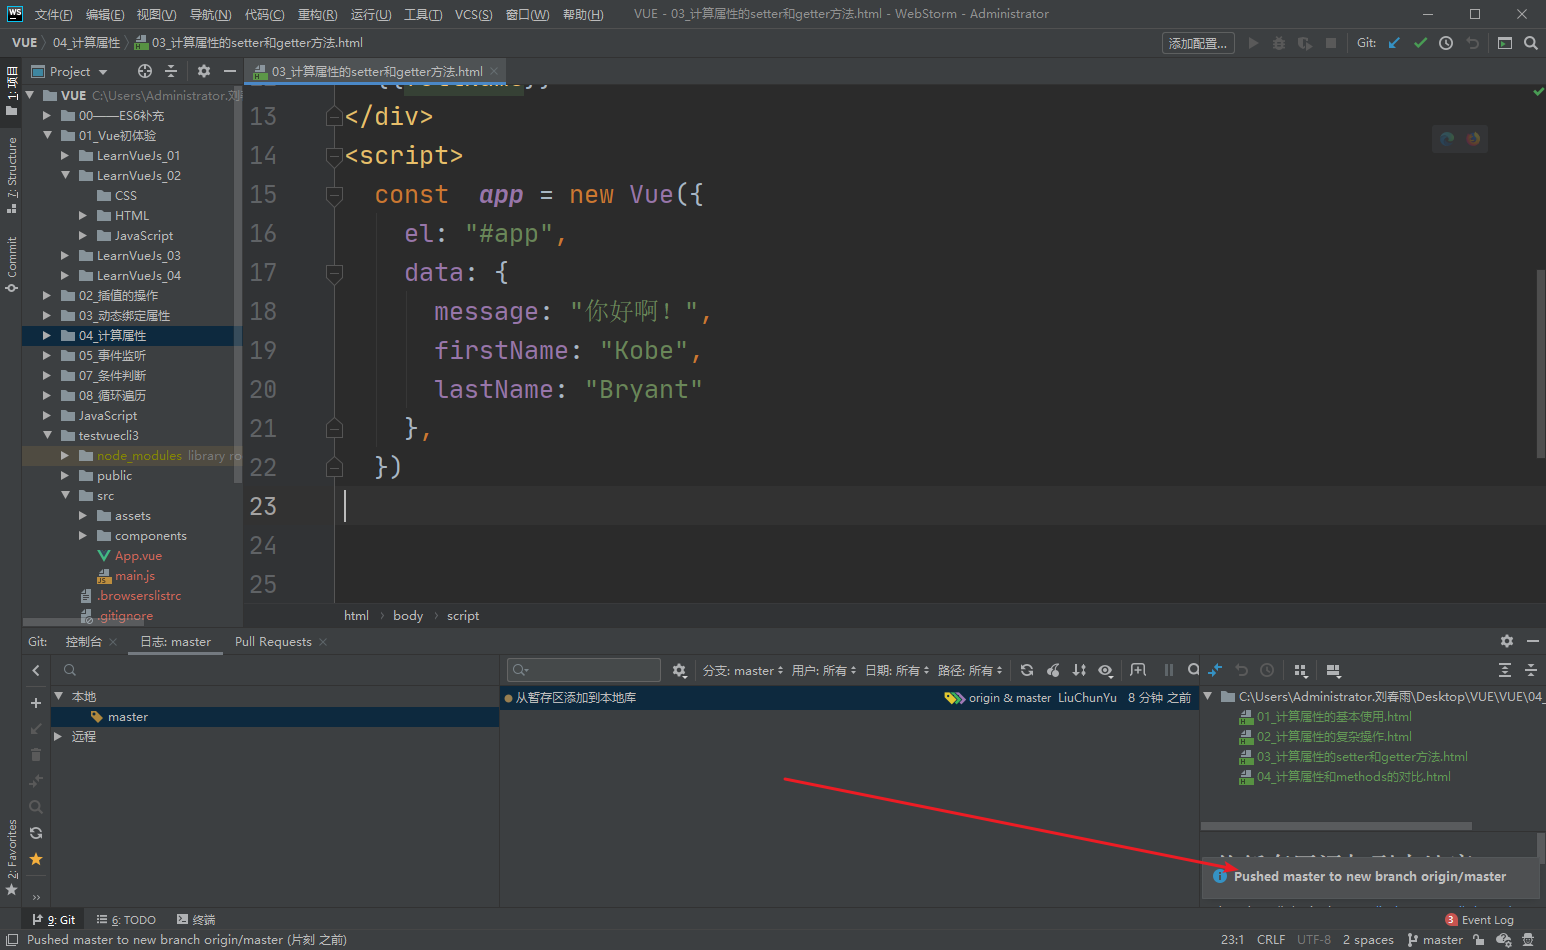 WS 文件(F) 编辑(E) 视图(V) 导航(N) 代码(C) 重构(R) 运行(U) 工具(T) VCS(S) 窗口(W) 帮助(H) VUE - 03_计算属性的setter和getter方法.html - WebStorm - Administrator
VUE 04_计算属性 03_计算属性的setter和getter方法.html 添加配置... Git:
1: 项目
7: Structure
Commit
2: Favorites
Project
VUE C:\Users\Administrator.刘
00——ES6补充
01_Vue初体验
LearnVueJs_01
LearnVueJs_02
CSS
HTML
JavaScript
LearnVueJs_03
LearnVueJs_04
02_插值的操作
03_动态绑定属性
04_计算属性
05_事件监听
07_条件判断
08_循环遍历
JavaScript
testvuecli3
node_modules library ro
public
src
assets
components
App.vue
main.js
.browserslistrc
.gitignore
03_计算属性的setter和getter方法.html
13 </div>
14 <script>
15 const app = new Vue({
16 el: "#app",
17 data: {
18 message: "你好啊！",
19 firstName: "Kobe",
20 lastName: "Bryant"
21 },
22 })
23
24
25
html body script
Git: 控制台 日志: master Pull Requests
分支: master 用户: 所有 日期: 所有 路径: 所有
本地
master
远程
从暂存区添加到本地库 origin & master LiuChunYu 8 分钟 之前
C:\Users\Administrator.刘春雨\Desktop\VUE\VUE\04_
01_计算属性的基本使用.html
02_计算属性的复杂操作.html
03_计算属性的setter和getter方法.html
04_计算属性和methods的对比.html
Pushed master to new branch origin/master
9: Git 6: TODO 终端 3 Event Log
Pushed master to new branch origin/master (片刻 之前) 23:1 CRLF UTF-8 2 spaces master